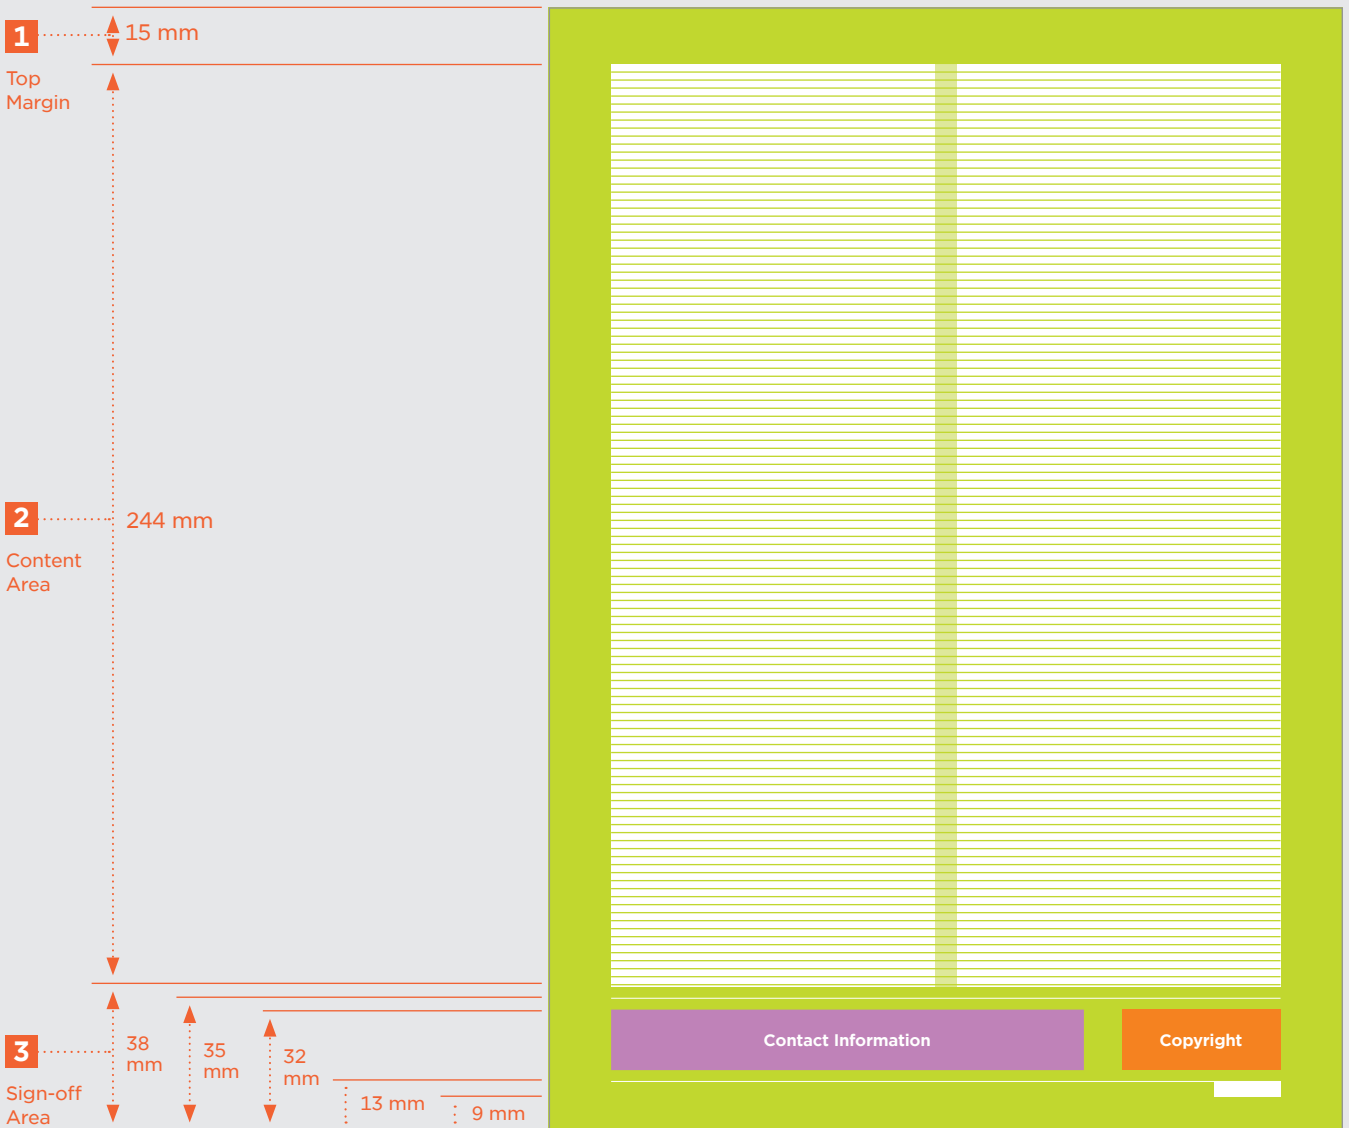 1
15 mm
Top
Margin
2
244 mm
Content
Area
3
38
mm
35
mm
32
mm
13 mm
9 mm
Sign-off
Area
Contact Information
Copyright